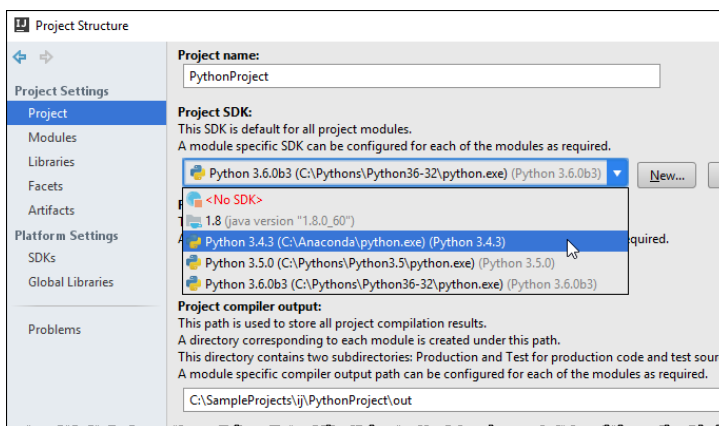 Project Structure
Project Settings
Project
Modules
Libraries
Facets
Artifacts
Platform Settings
SDKs
Global Libraries
Problems
Project name:
PythonProject
Project SDK:
This SDK is default for all project modules.
A module specific SDK can be configured for each of the modules as required.
Python 3.6.0b3 (C:\Pythons\Python36-32\python.exe) (Python 3.6.0b3)
New...
<No SDK>
1.8 (java version "1.8.0_60")
Python 3.4.3 (C:\Anaconda\python.exe) (Python 3.4.3)
Python 3.5.0 (C:\Pythons\Python3.5\python.exe) (Python 3.5.0)
Python 3.6.0b3 (C:\Pythons\Python36-32\python.exe) (Python 3.6.0b3)
quired.
Project compiler output:
This path is used to store all project compilation results.
A directory corresponding to each module is created under this path.
This directory contains two subdirectories: Production and Test for production code and test sour
A module specific compiler output path can be configured for each of the modules as required.
C:\SampleProjects\ij\PythonProject\out